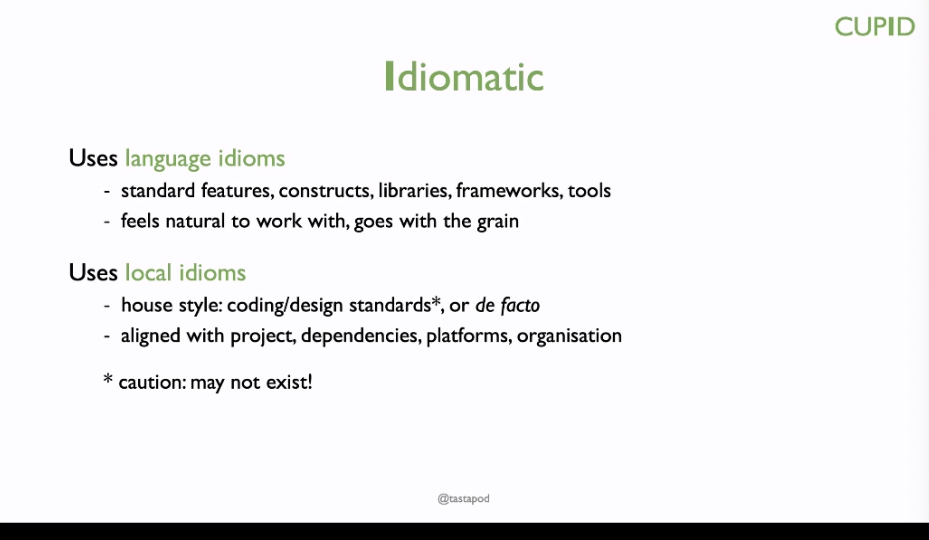 CUPID
Idiomatic
Uses language idioms
- standard features, constructs, libraries, frameworks, tools
- feels natural to work with, goes with the grain
Uses local idioms
- house style: coding/design standards*, or de facto
- aligned with project, dependencies, platforms, organisation
* caution: may not exist!
@tastapod